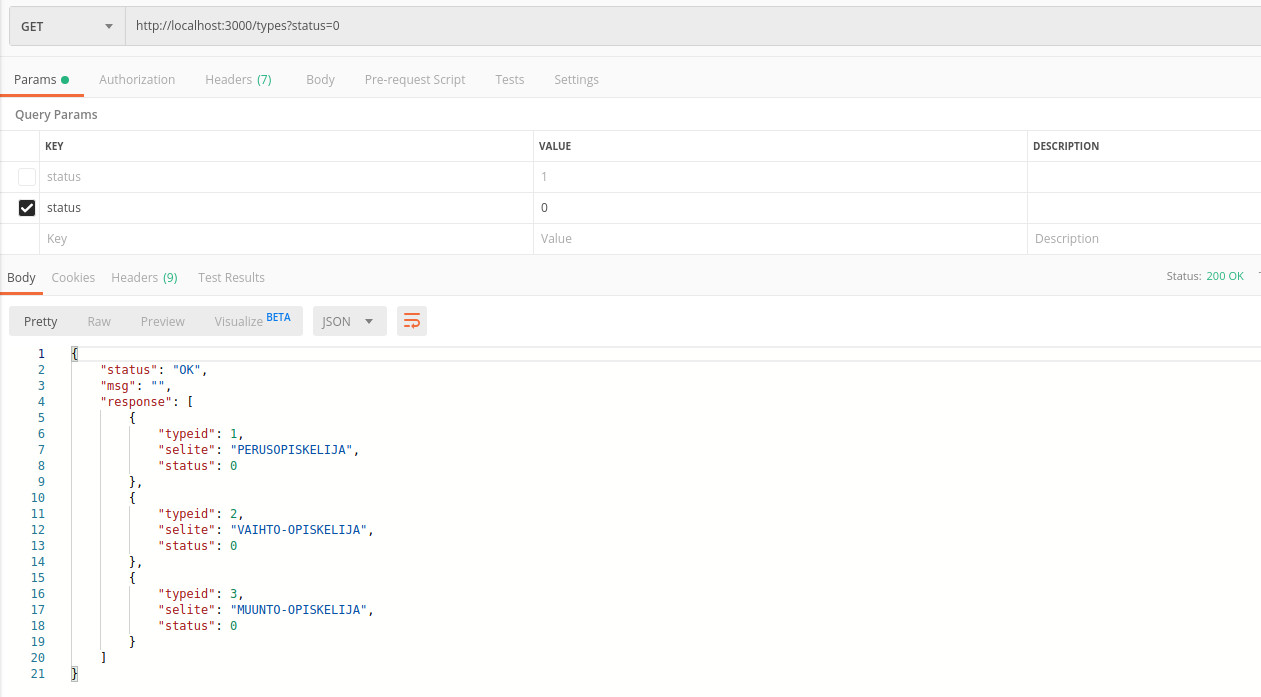 GET http://localhost:3000/types?status=0
Params Authorization Headers (7) Body Pre-request Script Tests Settings
Query Params
KEY VALUE DESCRIPTION
status 1
status 0
Key Value Description
Body Cookies Headers (9) Test Results Status: 200 OK
Pretty Raw Preview Visualize BETA JSON
1 {
2 "status": "OK",
3 "msg": "",
4 "response": [
5 {
6 "typeid": 1,
7 "selite": "PERUSOPISKELIJA",
8 "status": 0
9 },
10 {
11 "typeid": 2,
12 "selite": "VAIHTO-OPISKELIJA",
13 "status": 0
14 },
15 {
16 "typeid": 3,
17 "selite": "MUUNTO-OPISKELIJA",
18 "status": 0
19 }
20 ]
21 }